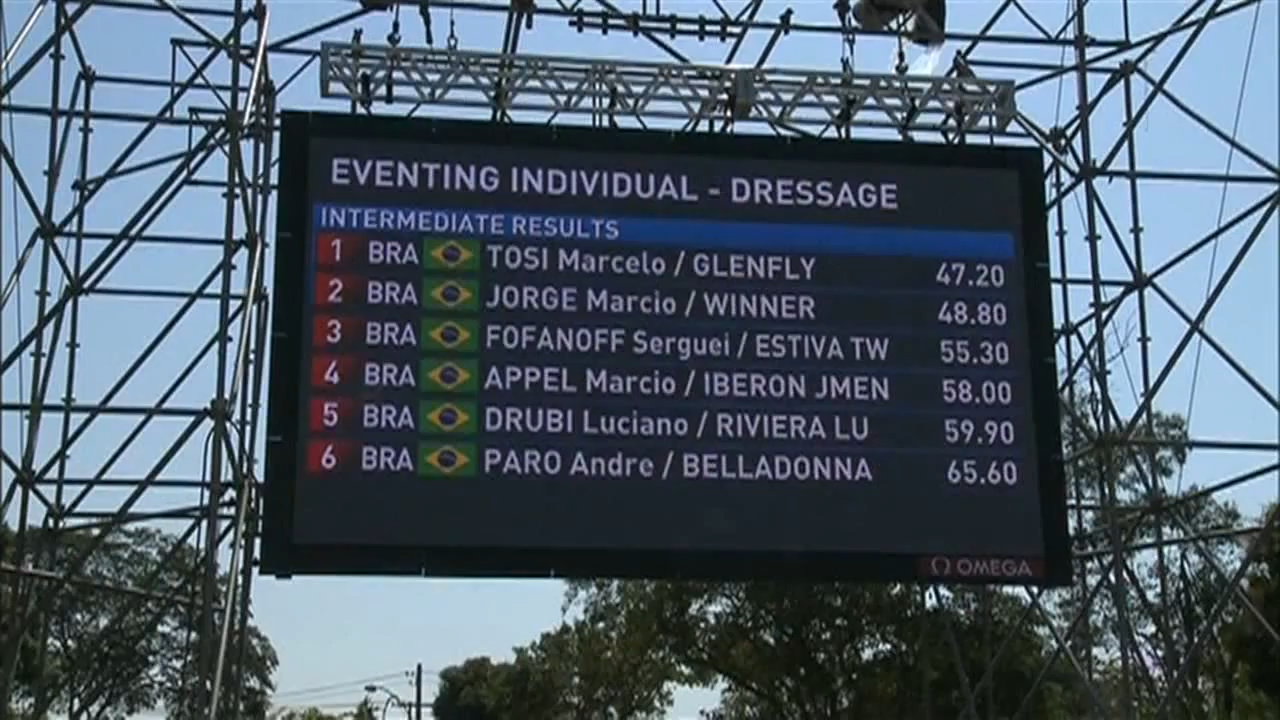 EVENTING INDIVIDUAL - DRESSAGE
INTERMEDIATE RESULTS
1 BRA TOSI Marcelo / GLENFLY 47.20
2 BRA JORGE Marcio / WINNER 48.80
3 BRA FOFANOFF Serguei / ESTIVA TW 55.30
4 BRA APPEL Marcio / IBERON JMEN 58.00
5 BRA DRUBI Luciano / RIVIERA LU 59.90
6 BRA PARO Andre / BELLADONNA 65.60
Ω OMEGA